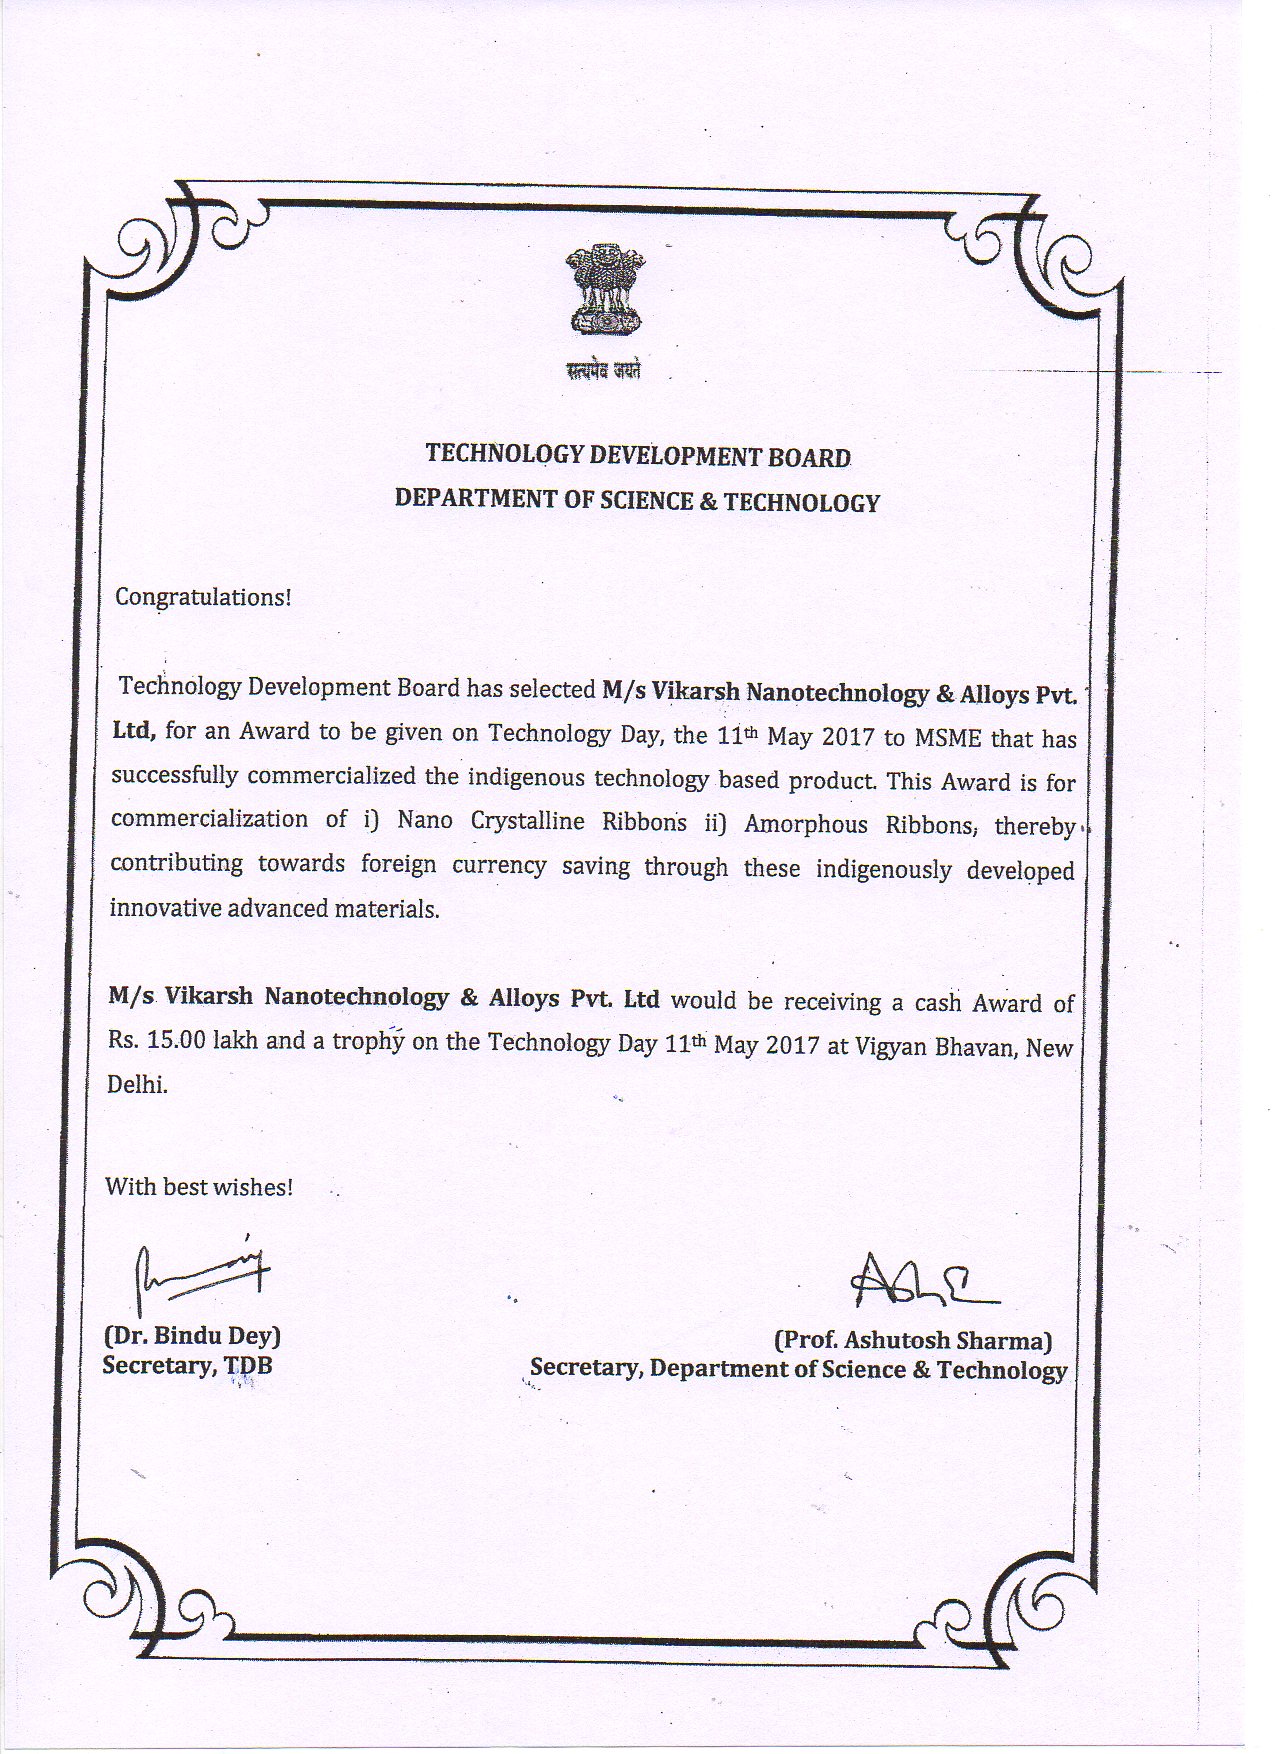 सत्यमेव जयते
TECHNOLOGY DEVELOPMENT BOARD
DEPARTMENT OF SCIENCE & TECHNOLOGY
Congratulations!
Technology Development Board has selected M/s Vikarsh Nanotechnology & Alloys Pvt.
Ltd, for an Award to be given on Technology Day, the 11th May 2017 to MSME that has
successfully commercialized the indigenous technology based product. This Award is for
commercialization of i) Nano Crystalline Ribbons ii) Amorphous Ribbons, thereby
contributing towards foreign currency saving through these indigenously developed
innovative advanced materials.
M/s Vikarsh Nanotechnology & Alloys Pvt. Ltd would be receiving a cash Award of
Rs. 15.00 lakh and a trophy on the Technology Day 11th May 2017 at Vigyan Bhavan, New
Delhi.
With best wishes!
(Dr. Bindu Dey)
Secretary, TDB
(Prof. Ashutosh Sharma)
Secretary, Department of Science & Technology